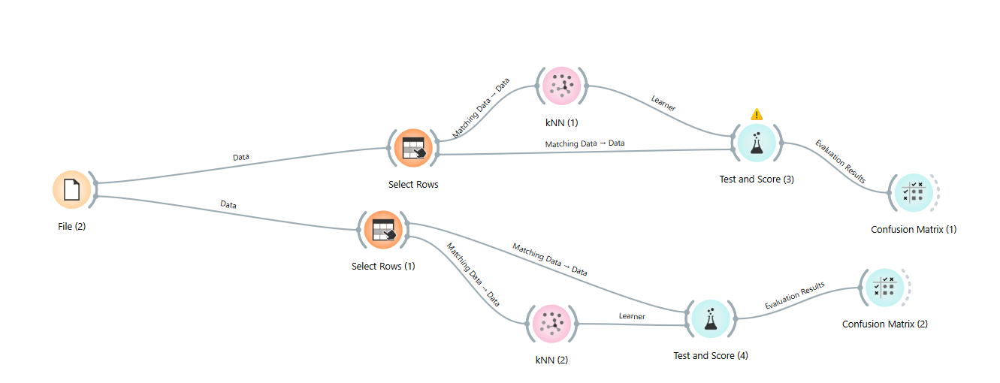 Matching Data → Data
kNN (1)
Learner
Matching Data → Data
Data
Select Rows
Test and Score (3)
Evaluation Results
Confusion Matrix (1)
File (2)
Data
Select Rows (1)
Matching Data → Data
Matching Data → Data
kNN (2)
Learner
Test and Score (4)
Evaluation Results
Confusion Matrix (2)